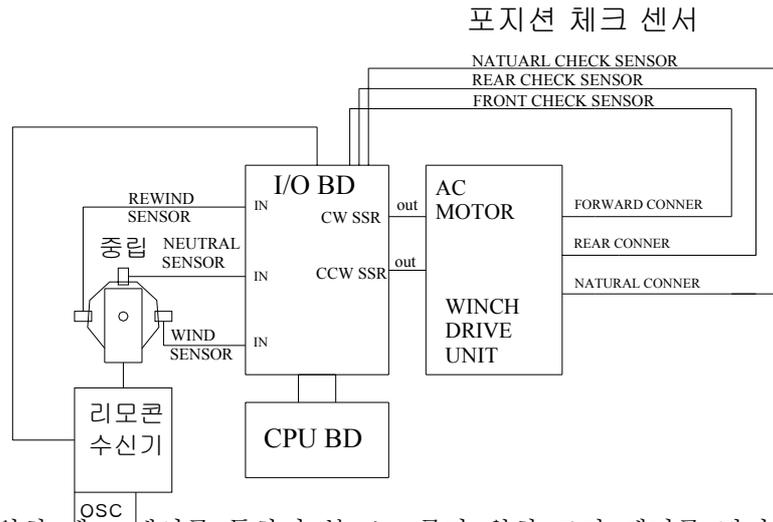 포지션 체크 센서
NATUARL CHECK SENSOR
REAR CHECK SENSOR
FRONT CHECK SENSOR
I/O BD
AC
MOTOR
REWIND
SENSOR
IN
CW SSR
out
FORWARD CONNER
중립
NEUTRAL
SENSOR
IN
CCW SSR
out
REAR CONNER
NATURAL CONNER
WINCH
DRIVE
UNIT
WIND
SENSOR
IN
리모콘
수신기
CPU BD
OSC